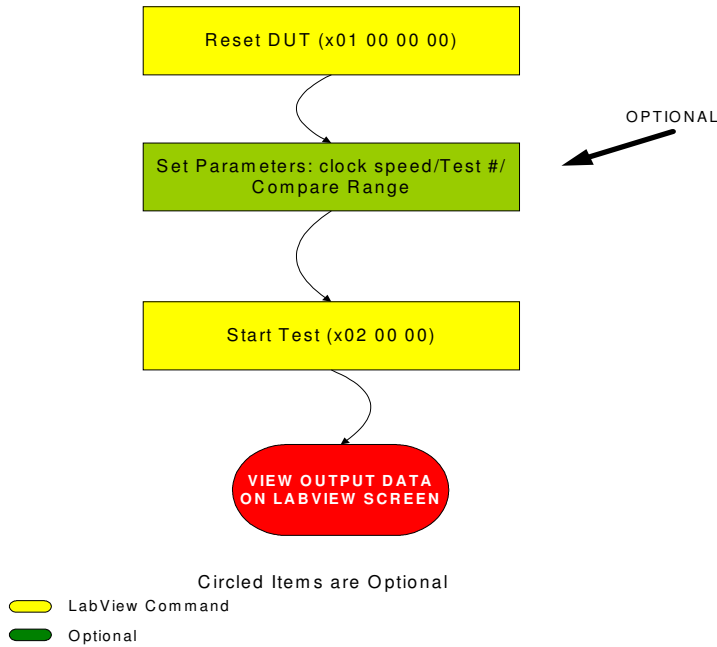 Reset DUT (x01 00 00 00)
OPTIONAL
Set Parameters: clock speed/Test #/
Compare Range
Start Test (x02 00 00)
VIEW OUTPUT DATA
ON LABVIEW SCREEN
Circled Items are Optional
LabView Command
Optional